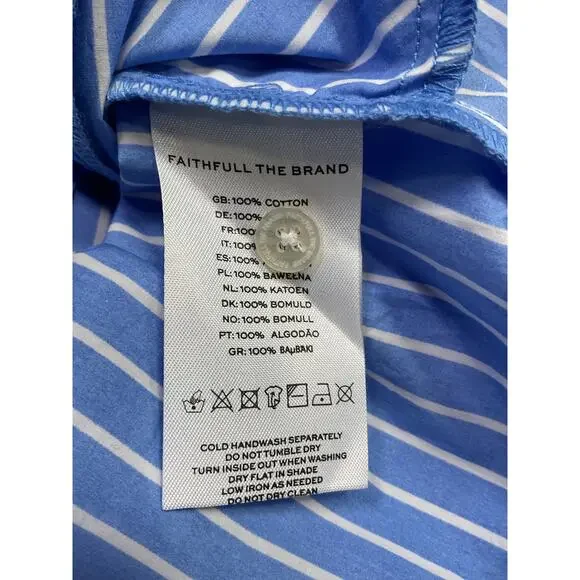 FAITHFULL THE BRAND
GB: 100% COTTON
DE: 100%
FR: 100
IT: 100
ES: 100%
PL: 100% BAWEŁNA
NL: 100% KATOEN
DK: 100% BOMULD
NO: 100% BOMULL
PT: 100% ALGODÃO
GR: 100% ΒΑμΒΑΚΙ
COLD HANDWASH SEPARATELY
DO NOT TUMBLE DRY
TURN INSIDE OUT WHEN WASHING
DRY FLAT IN SHADE
LOW IRON AS NEEDED
DO NOT DRY CLEAN